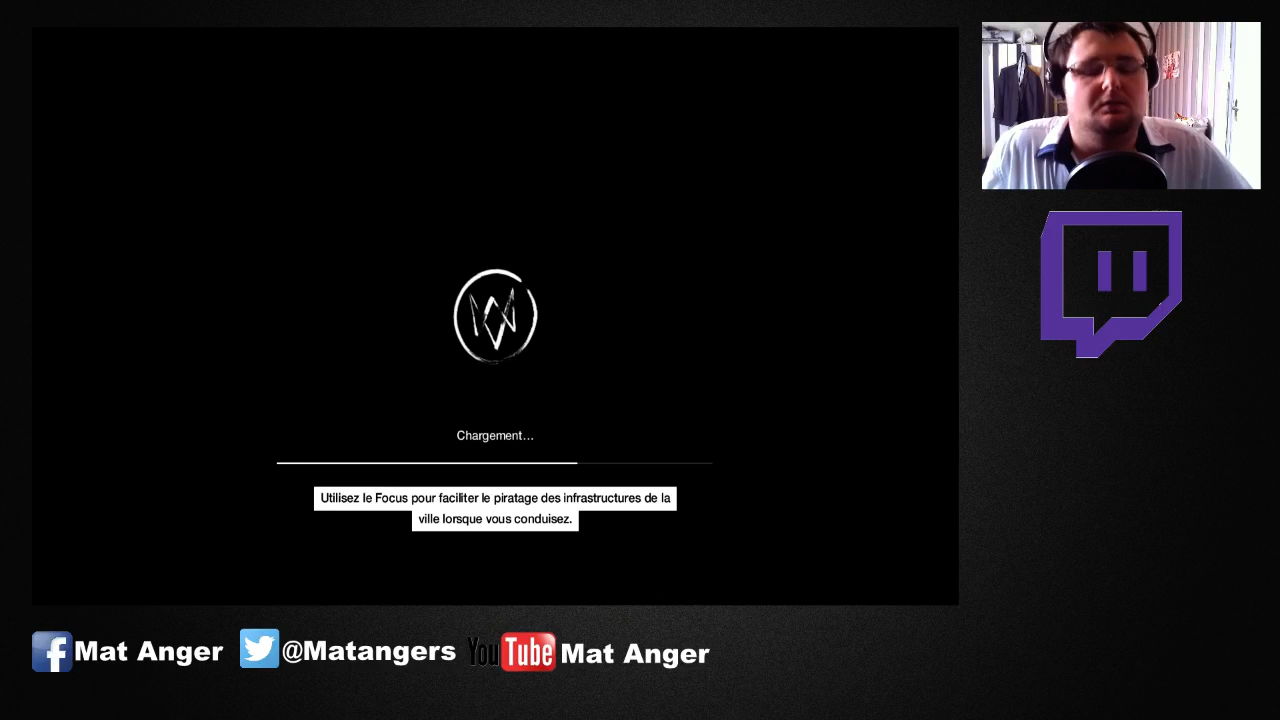 Chargement...
Utilisez le Focus pour faciliter le piratage des infrastructures de la
ville lorsque vous conduisez.
f Mat Anger @Matangers YouTube Mat Anger